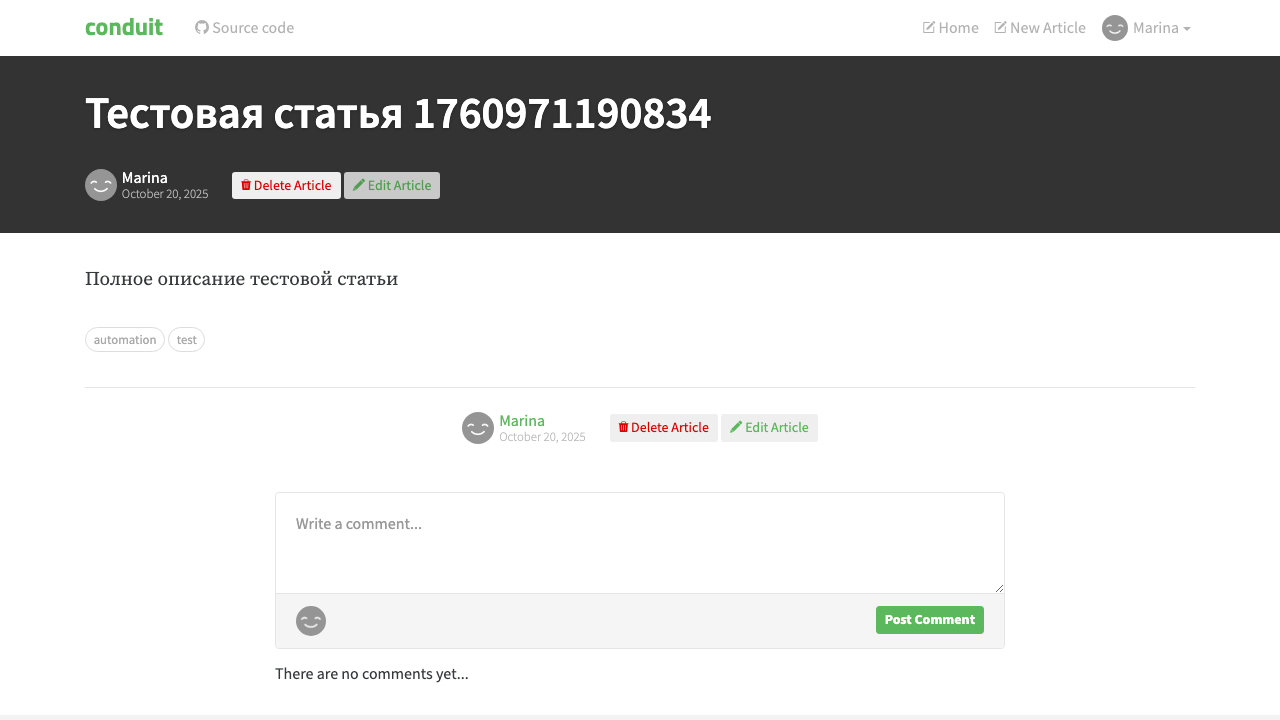 conduit Source code Home New Article Marina
Тестовая статья 1760971190834
Marina
October 20, 2025
Delete Article Edit Article
Полное описание тестовой статьи
automation test
Marina
October 20, 2025
Delete Article Edit Article
Write a comment...
Post Comment
There are no comments yet...